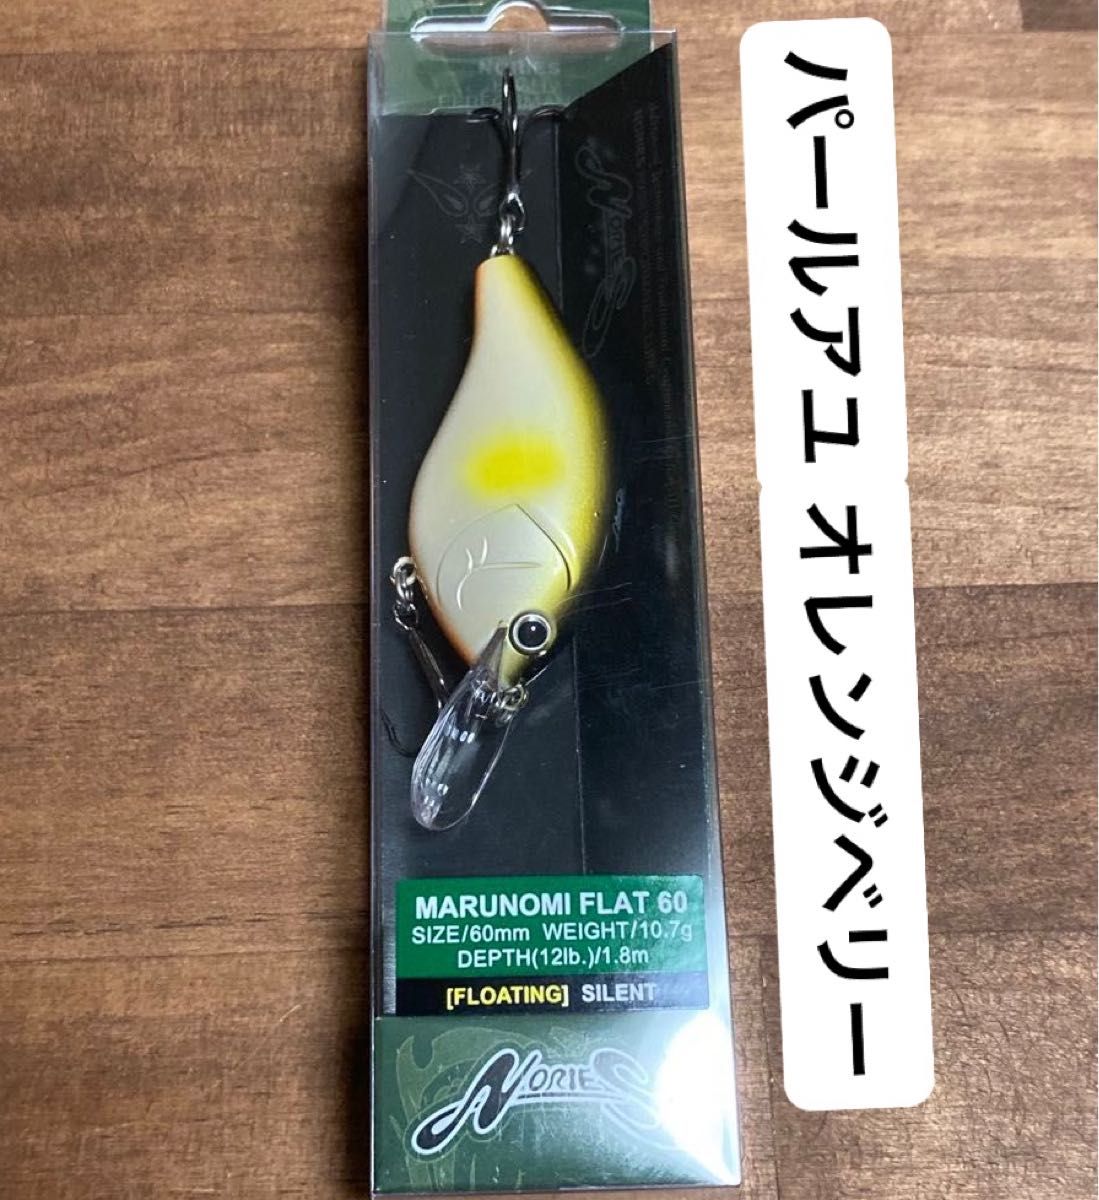 パールアユ オレンジベリー
MARUNOMI FLAT 60
SIZE/60mm WEIGHT/10.7g
DEPTH(12lb.)/1.8m
[FLOATING] SILENT
NORIES